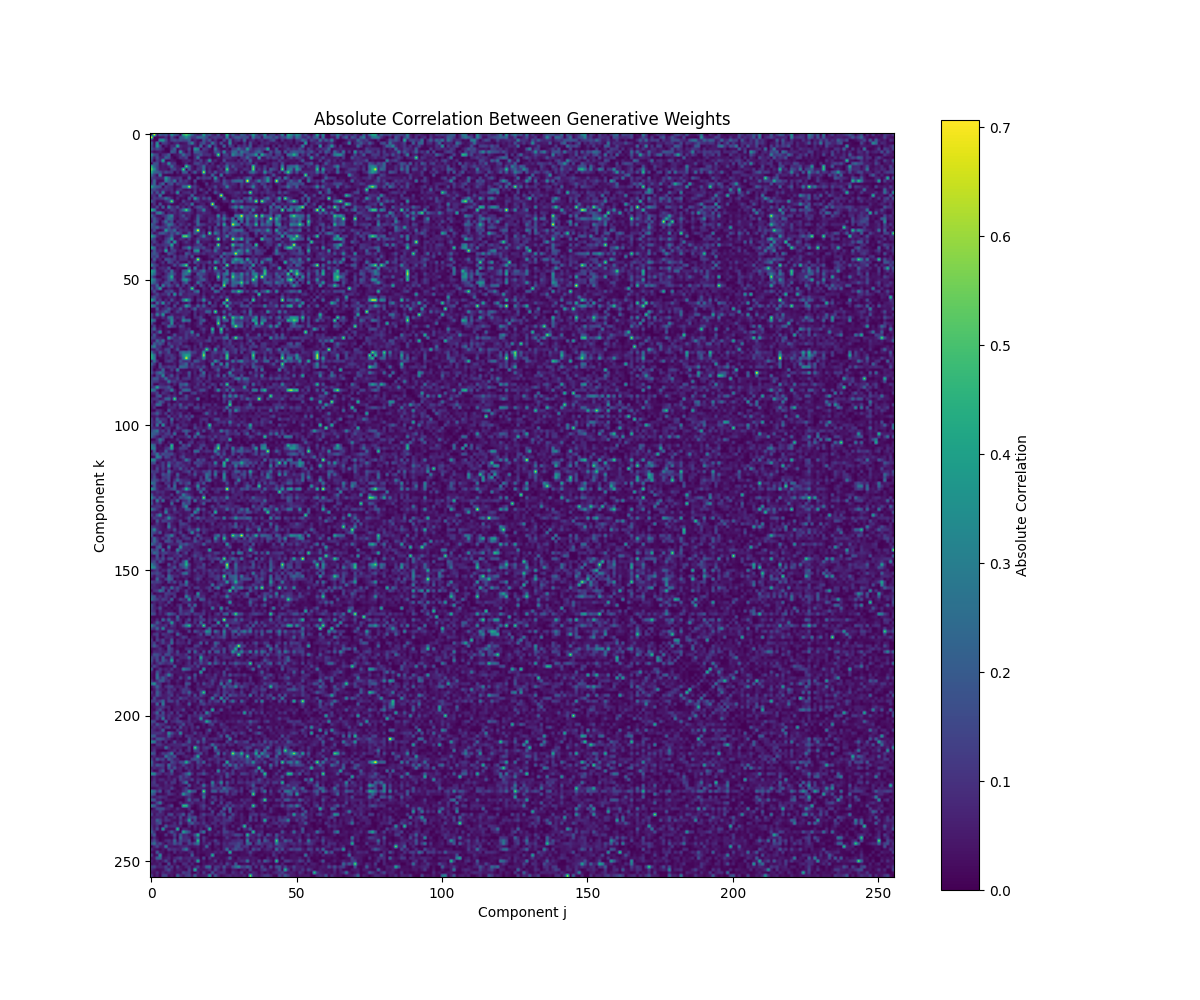 Absolute Correlation Between Generative Weights
0
50
100
150
200
250
Component k
0 50 100 150 200 250
Component j
0.7
0.6
0.5
0.4
0.3
0.2
0.1
0.0
Absolute Correlation